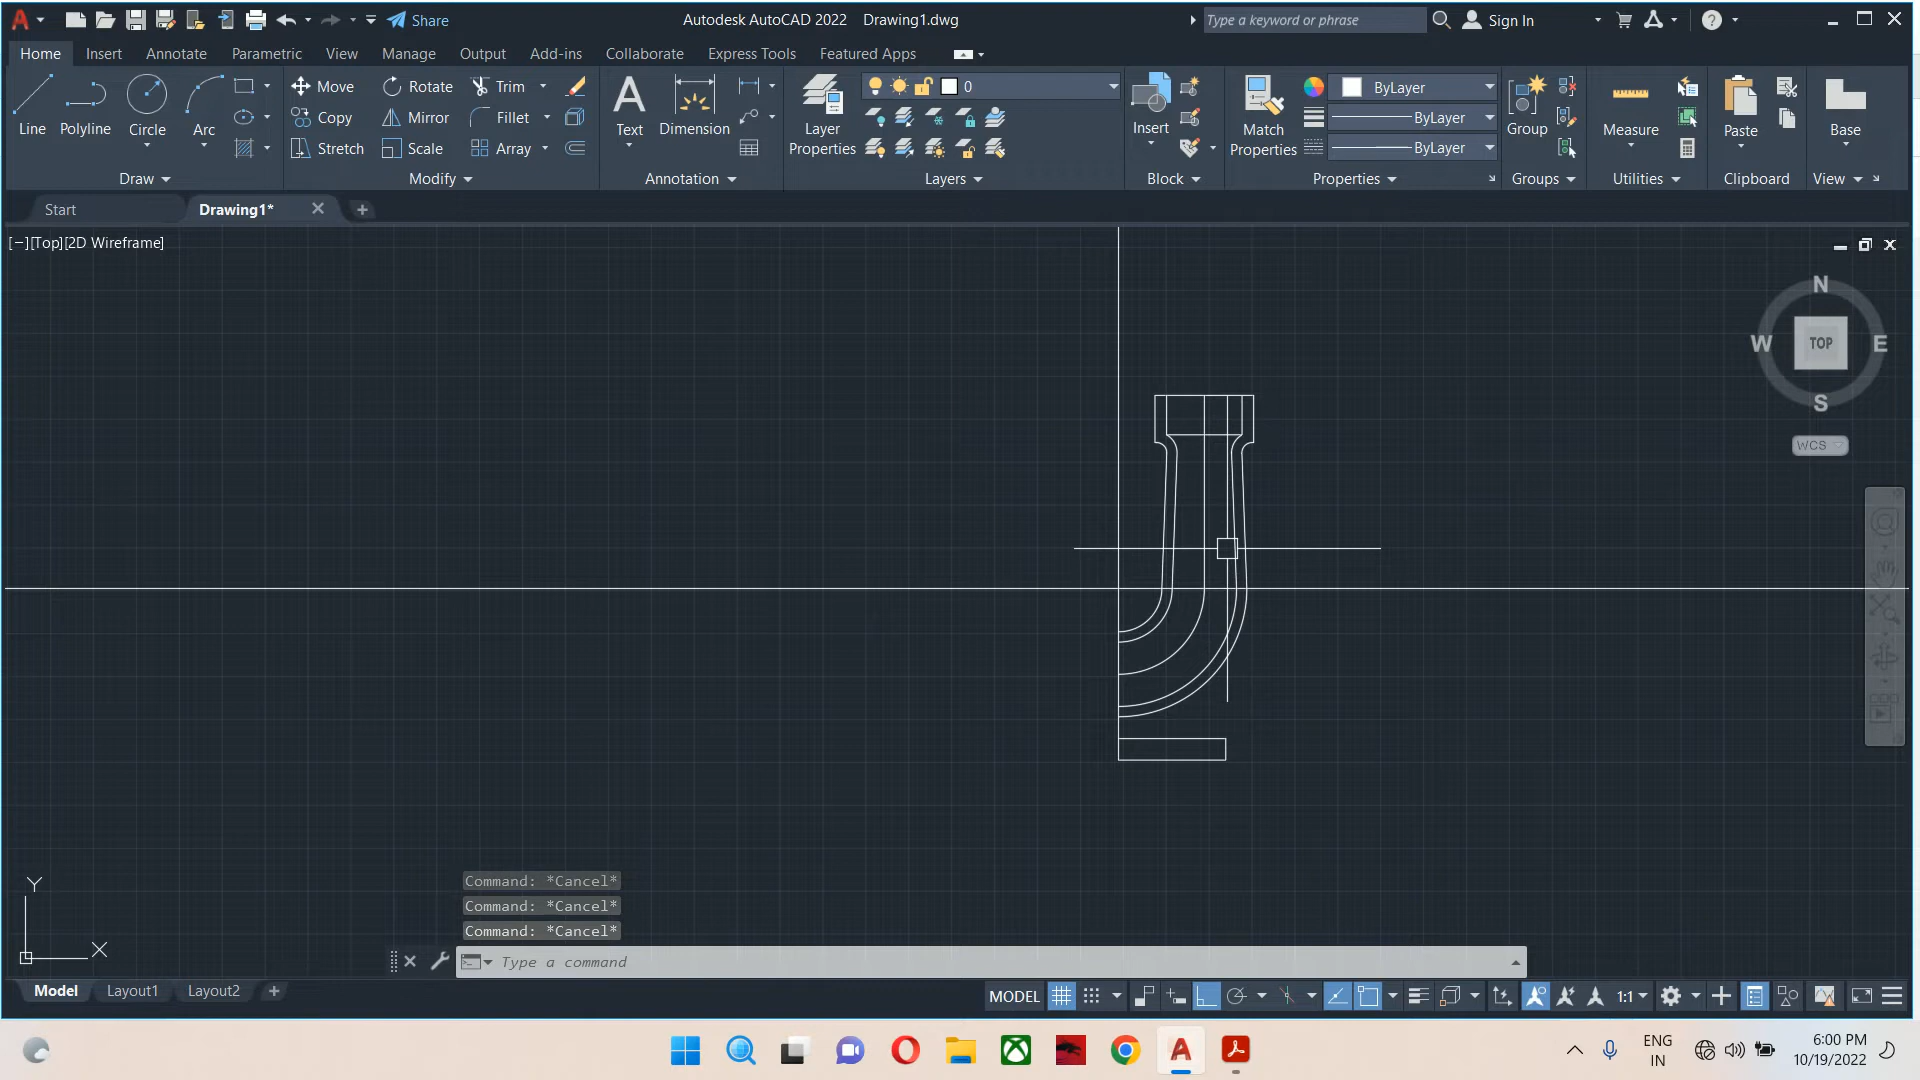 Share
Autodesk AutoCAD 2022 Drawing1.dwg
Type a keyword or phrase
Sign In
?
Home Insert Annotate Parametric View Manage Output Add-ins Collaborate Express Tools Featured Apps
Line
Polyline
Circle
Arc
Draw
Move
Rotate
Trim
Copy
Mirror
Fillet
Stretch
Scale
Array
Modify
A
Text
Dimension
Annotation
Layer
Properties
0
Layers
Insert
Block
Match
Properties
ByLayer
ByLayer
ByLayer
Properties
Group
Groups
Measure
Utilities
Paste
Clipboard
Base
View
Start
Drawing1*
[−][Top][2D Wireframe]
N
W
TOP
E
S
WCS
Y
X
Command: *Cancel*
Command: *Cancel*
Command: *Cancel*
Type a command
Model Layout1 Layout2
MODEL
1:1
ENG
IN
6:00 PM
10/19/2022